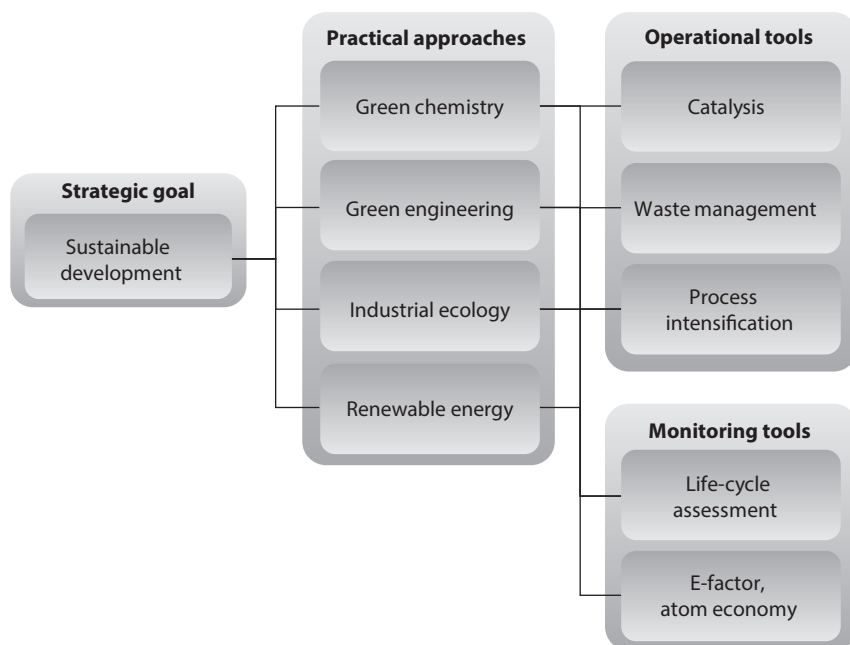 Strategic goal
Sustainable
development
Practical approaches
Green chemistry
Green engineering
Industrial ecology
Renewable energy
Operational tools
Catalysis
Waste management
Process
intensification
Monitoring tools
Life-cycle
assessment
E-factor,
atom economy